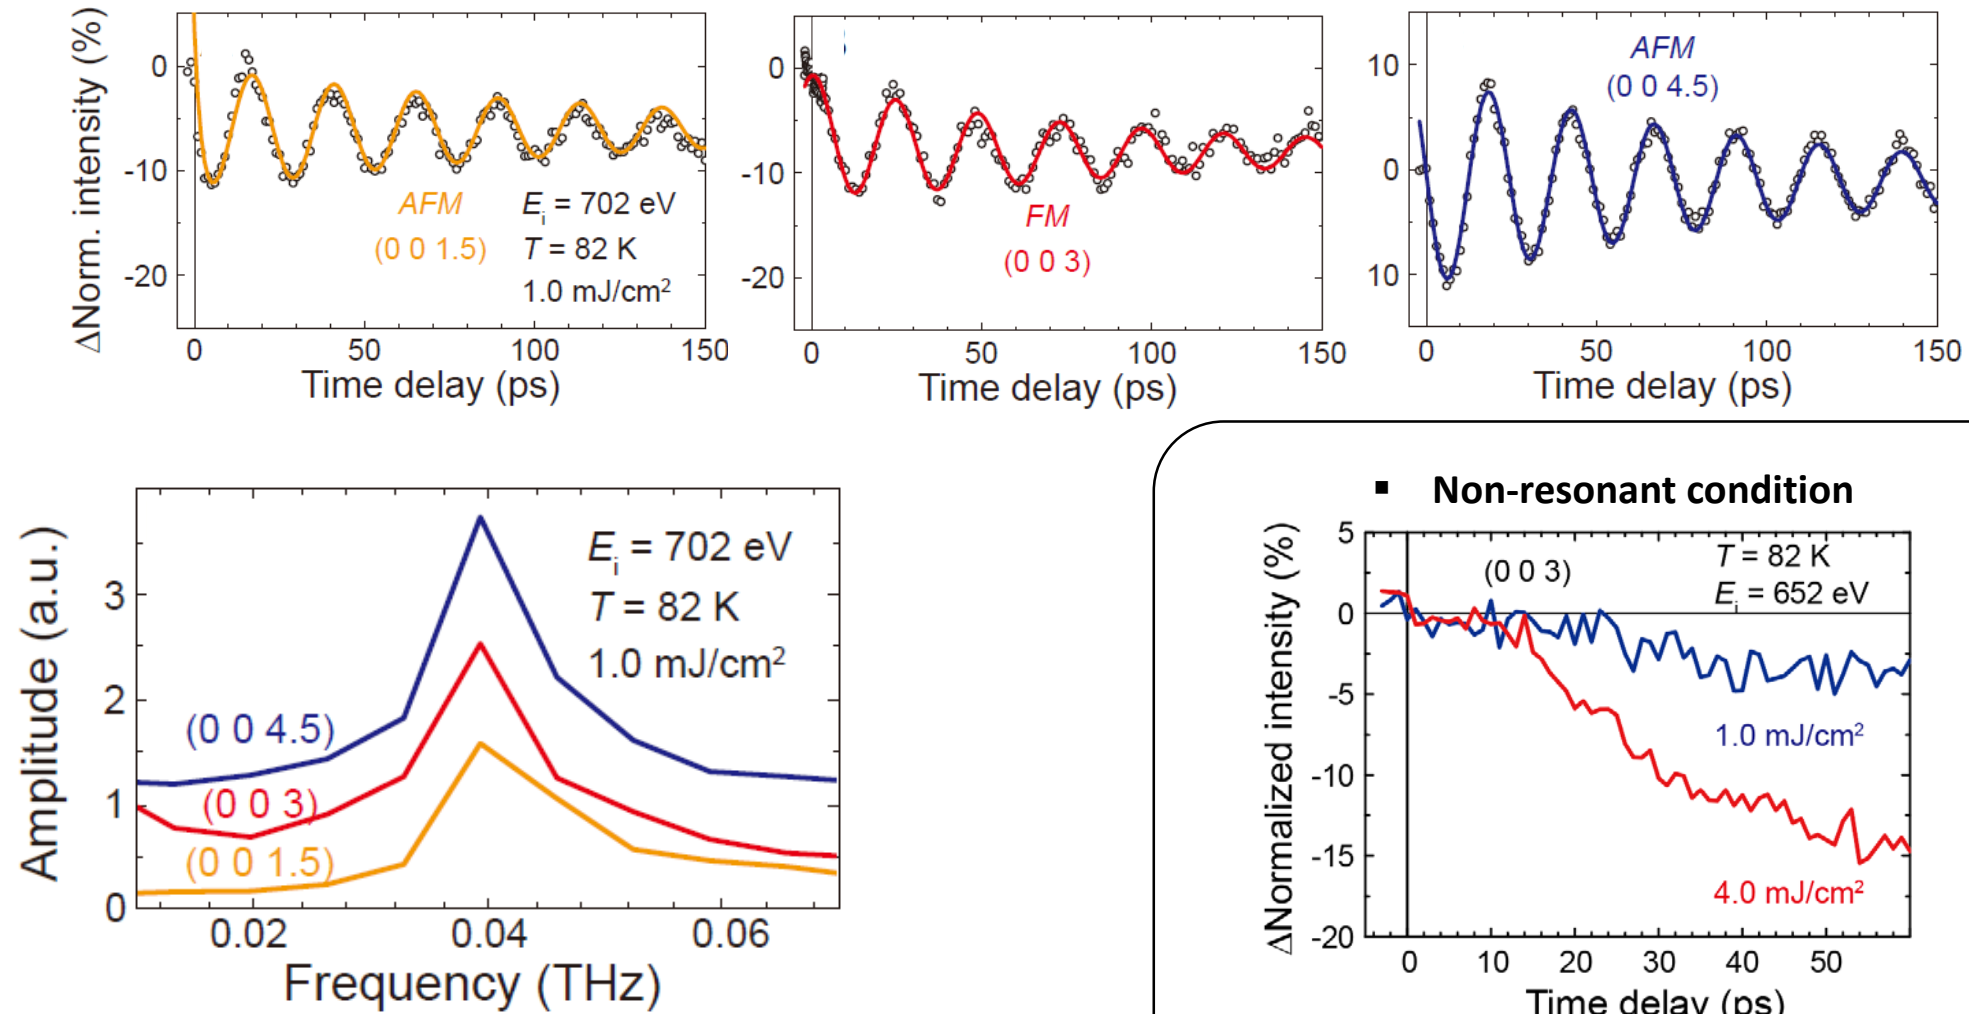 ΔNorm. intensity (%)
0
-10
-20
AFM
(0 0 1.5)
E_i = 702 eV
T = 82 K
1.0 mJ/cm²
0 50 100 150
Time delay (ps)
0
-10
-20
FM
(0 0 3)
0 50 100 150
Time delay (ps)
10
0
10
AFM
(0 0 4.5)
0 50 100 150
Time delay (ps)
Amplitude (a.u.)
3
2
1
0
E_i = 702 eV
T = 82 K
1.0 mJ/cm²
(0 0 4.5)
(0 0 3)
(0 0 1.5)
0.02 0.04 0.06
Frequency (THz)
▪ Non-resonant condition
ΔNormalized intensity (%)
5
0
-5
-10
-15
-20
(0 0 3)
T = 82 K
E_i = 652 eV
1.0 mJ/cm²
4.0 mJ/cm²
0 10 20 30 40 50
Time delay (ps)